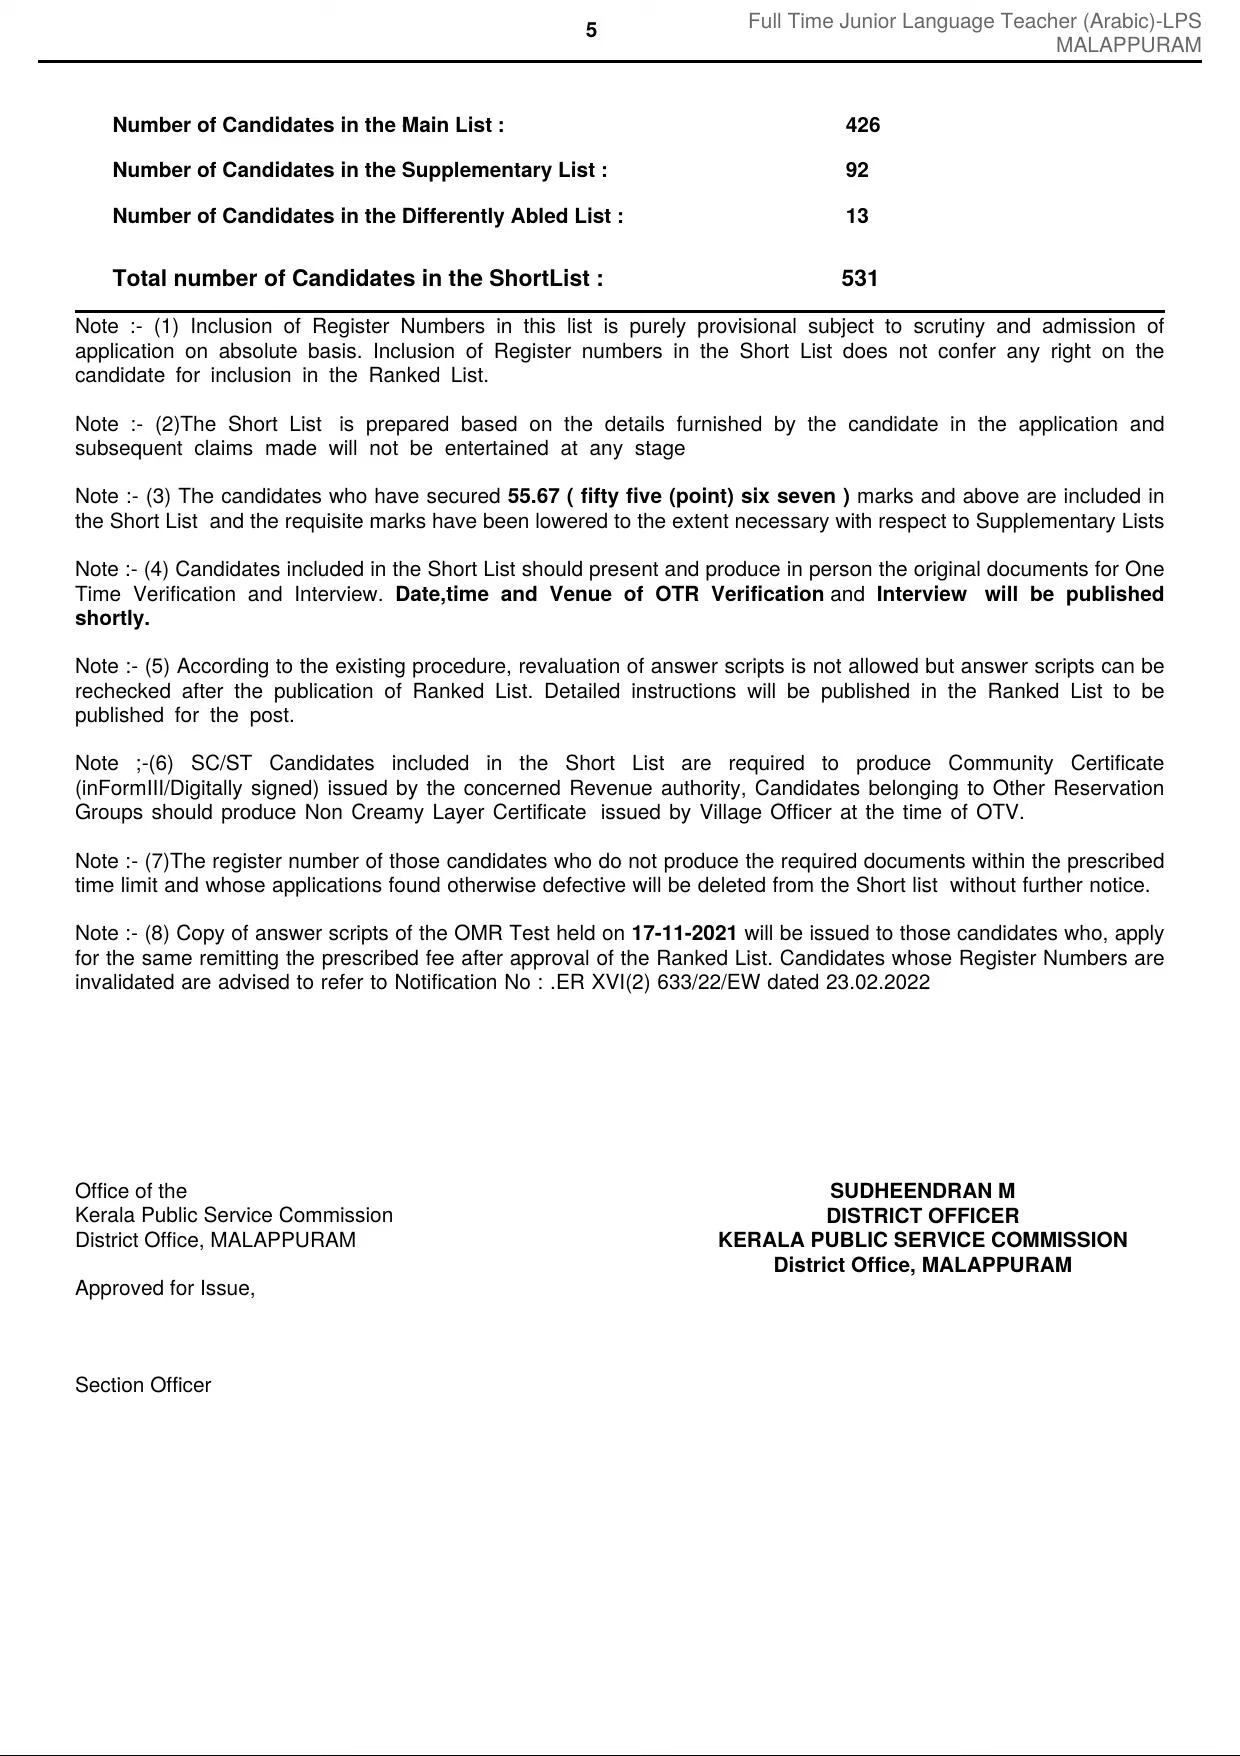 5
Full Time Junior Language Teacher (Arabic)-LPS
MALAPPURAM
Number of Candidates in the Main List : 426
Number of Candidates in the Supplementary List : 92
Number of Candidates in the Differently Abled List : 13
Total number of Candidates in the ShortList : 531
Note :- (1) Inclusion of Register Numbers in this list is purely provisional subject to scrutiny and admission of
application on absolute basis. Inclusion of Register numbers in the Short List does not confer any right on the
candidate for inclusion in the Ranked List.
Note :- (2)The Short List is prepared based on the details furnished by the candidate in the application and
subsequent claims made will not be entertained at any stage
Note :- (3) The candidates who have secured 55.67 ( fifty five (point) six seven ) marks and above are included in
the Short List and the requisite marks have been lowered to the extent necessary with respect to Supplementary Lists
Note :- (4) Candidates included in the Short List should present and produce in person the original documents for One
Time Verification and Interview. Date,time and Venue of OTR Verification and Interview will be published
shortly.
Note :- (5) According to the existing procedure, revaluation of answer scripts is not allowed but answer scripts can be
rechecked after the publication of Ranked List. Detailed instructions will be published in the Ranked List to be
published for the post.
Note ;-(6) SC/ST Candidates included in the Short List are required to produce Community Certificate
(inFormIII/Digitally signed) issued by the concerned Revenue authority, Candidates belonging to Other Reservation
Groups should produce Non Creamy Layer Certificate issued by Village Officer at the time of OTV.
Note :- (7)The register number of those candidates who do not produce the required documents within the prescribed
time limit and whose applications found otherwise defective will be deleted from the Short list without further notice.
Note :- (8) Copy of answer scripts of the OMR Test held on 17-11-2021 will be issued to those candidates who, apply
for the same remitting the prescribed fee after approval of the Ranked List. Candidates whose Register Numbers are
invalidated are advised to refer to Notification No : .ER XVI(2) 633/22/EW dated 23.02.2022
Office of the
Kerala Public Service Commission
District Office, MALAPPURAM
Approved for Issue,
Section Officer
SUDHEENDRAN M
DISTRICT OFFICER
KERALA PUBLIC SERVICE COMMISSION
District Office, MALAPPURAM